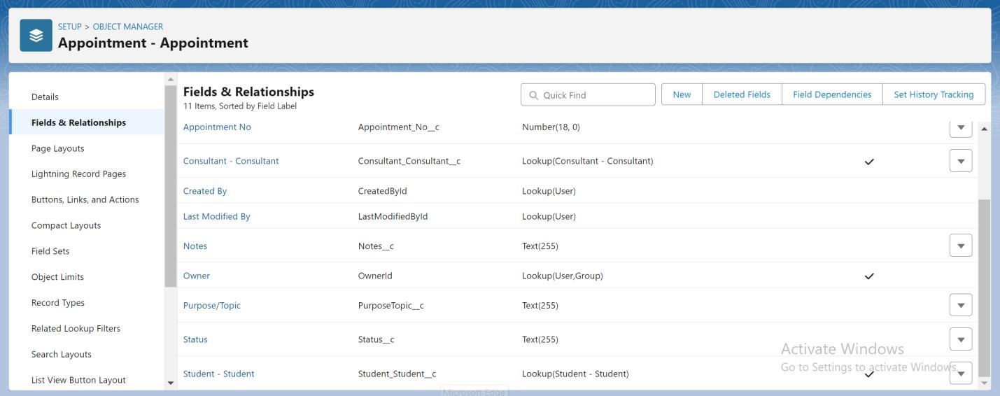 SETUP > OBJECT MANAGER
Appointment - Appointment
Details
Fields & Relationships
Page Layouts
Lightning Record Pages
Buttons, Links, and Actions
Compact Layouts
Field Sets
Object Limits
Record Types
Related Lookup Filters
Search Layouts
List View Button Layout
Fields & Relationships
11 Items, Sorted by Field Label
Quick Find
New
Deleted Fields
Field Dependencies
Set History Tracking
Appointment No Appointment_No__c Number(18, 0)
Consultant - Consultant Consultant_Consultant__c Lookup(Consultant - Consultant)
Created By CreatedById Lookup(User)
Last Modified By LastModifiedById Lookup(User)
Notes Notes__c Text(255)
Owner OwnerId Lookup(User,Group)
Purpose/Topic PurposeTopic__c Text(255)
Status Status__c Text(255)
Student - Student Student_Student__c Lookup(Student - Student)
Activate Windows
Go to Settings to activate Windows.
Microsoft Edge